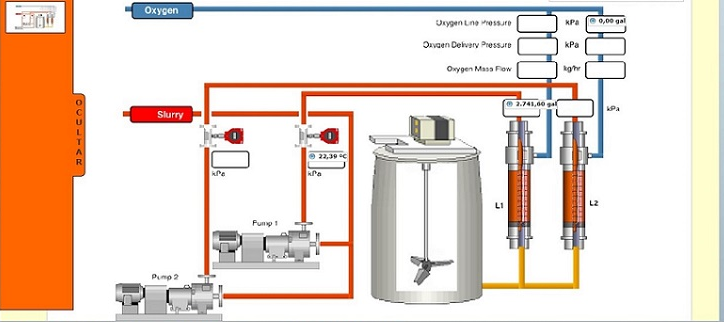 Oxygen
Oxygen Line Pressure
kPa
0,00 gal
Oxygen Delivery Pressure
kPa
Oxygen Mass Flow
kg/hr
OCULTAR
Slurry
2.741,60 gal
kPa
22,39 ºC
kPa
kPa
L1
L2
Pump 1
Pump 2